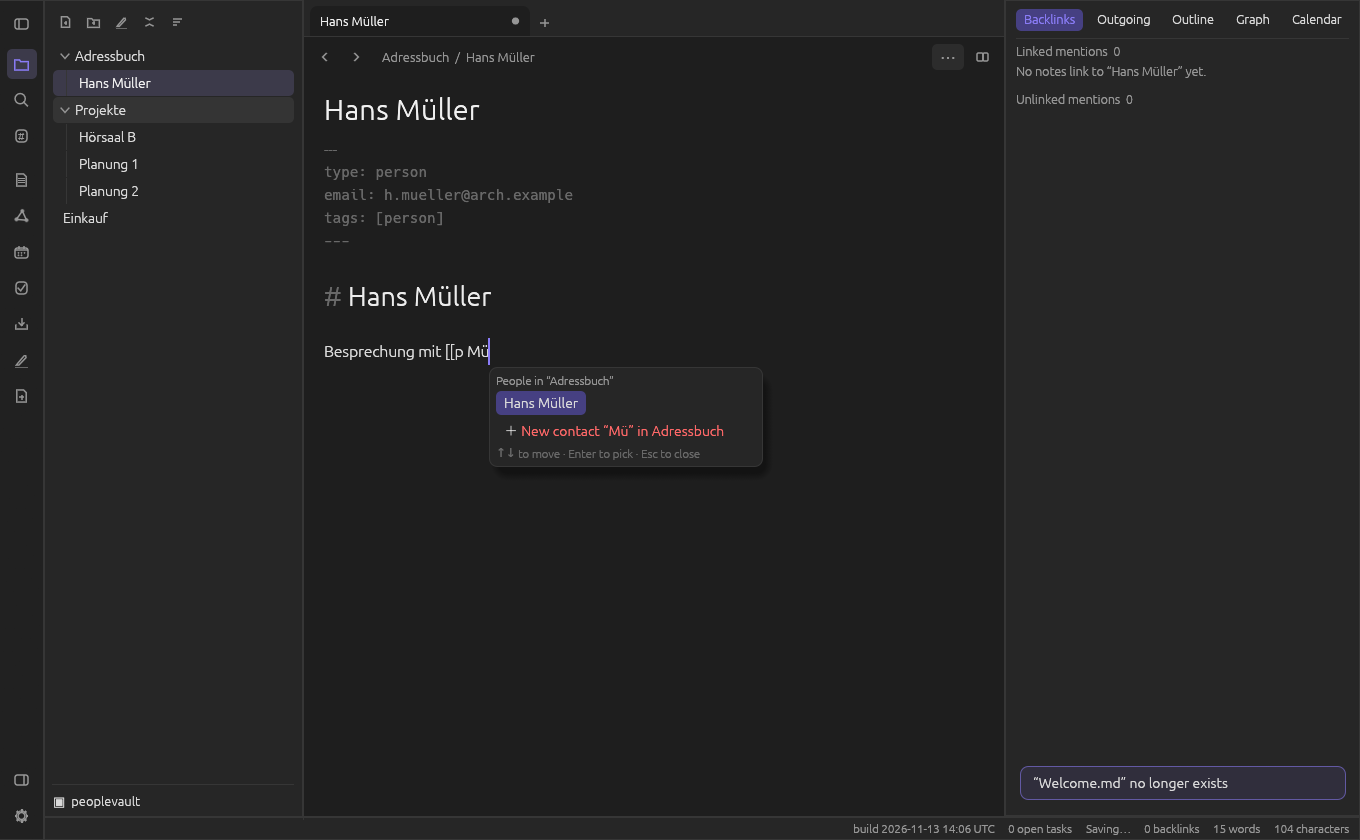 Adressbuch
Hans Müller
Projekte
Hörsaal B
Planung 1
Planung 2
Einkauf
peoplevault
Hans Müller
Adressbuch / Hans Müller
Hans Müller
---
type: person
email: h.mueller@arch.example
tags: [person]
---
# Hans Müller
Besprechung mit [[p Mü
People in “Adressbuch”
Hans Müller
+ New contact “Mü” in Adressbuch
↑↓ to move · Enter to pick · Esc to close
Backlinks Outgoing Outline Graph Calendar
Linked mentions 0
No notes link to “Hans Müller” yet.
Unlinked mentions 0
“Welcome.md” no longer exists
build 2026-11-13 14:06 UTC 0 open tasks Saving… 0 backlinks 15 words 104 characters